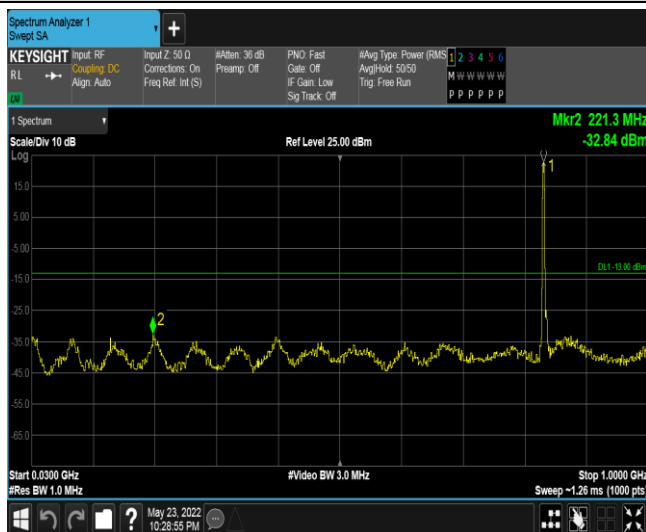 Spectrum Analyzer 1
Swept SA
+
KEYSIGHT
RL
Input: RF
Coupling: DC
Align: Auto
Input Z: 50 Ω
Corrections: On
Freq Ref: Int (S)
#Atten: 36 dB
Preamp: Off
PNO: Fast
Gate: Off
IF Gain: Low
Sig Track: Off
#Avg Type: Power (RMS
Avg|Hold: 50/50
Trig: Free Run
1 2 3 4 5 6
M W W W W W
P P P P P P
1 Spectrum
Scale/Div 10 dB
Ref Level 25.00 dBm
Mkr2 221.3 MHz
-32.84 dBm
Log
15.0
5.00
-5.00
-15.0
-25.0
-35.0
-45.0
-55.0
-65.0
1
2
DL1 -13.00 dBm
Start 0.0300 GHz
#Video BW 3.0 MHz
Stop 1.0000 GHz
#Res BW 1.0 MHz
Sweep ~1.26 ms (1000 pts)
?
May 23, 2022
10:28:55 PM